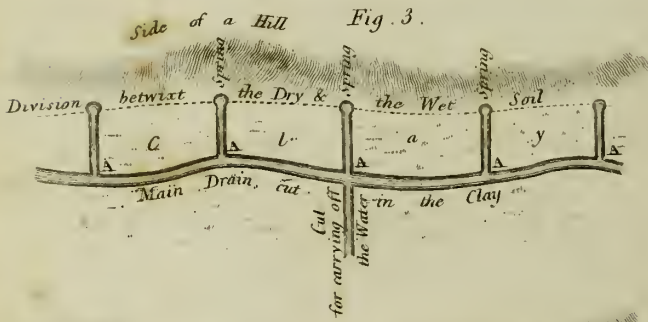 Side of a Hill
Fig. 3.
Spring
Spring
Spring
Division betwixt the Dry & the Wet Soil
C l a y
A A A A A
Main Drain cut in the Clay
Cut for carrying off the Water